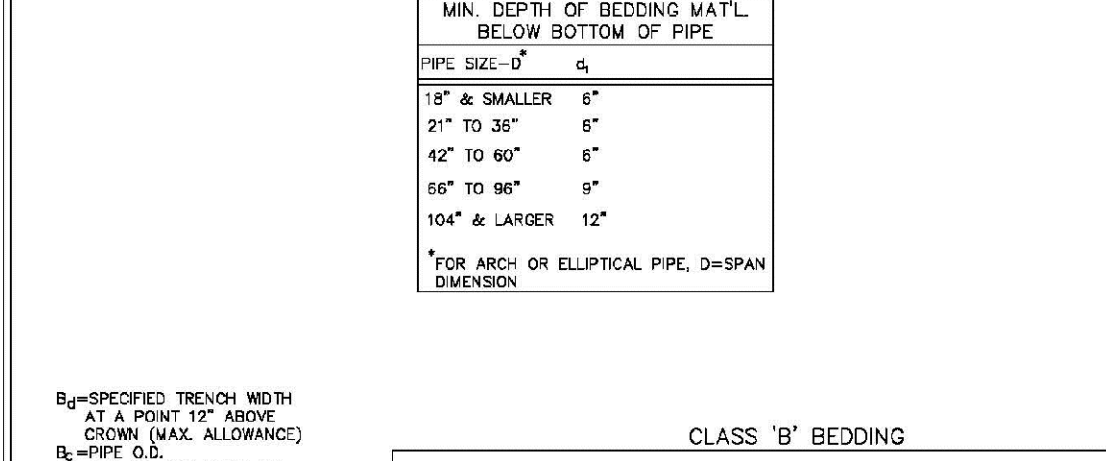 MIN. DEPTH OF BEDDING MAT'L.
BELOW BOTTOM OF PIPE
PIPE SIZE-D* d₁
18" & SMALLER 6"
21" TO 36" 6"
42" TO 60" 6"
66" TO 96" 9"
104" & LARGER 12"
*FOR ARCH OR ELLIPTICAL PIPE, D=SPAN
DIMENSION
Bd=SPECIFIED TRENCH WIDTH
AT A POINT 12" ABOVE
CROWN (MAX. ALLOWANCE)
Bc=PIPE O.D.
CLASS 'B' BEDDING